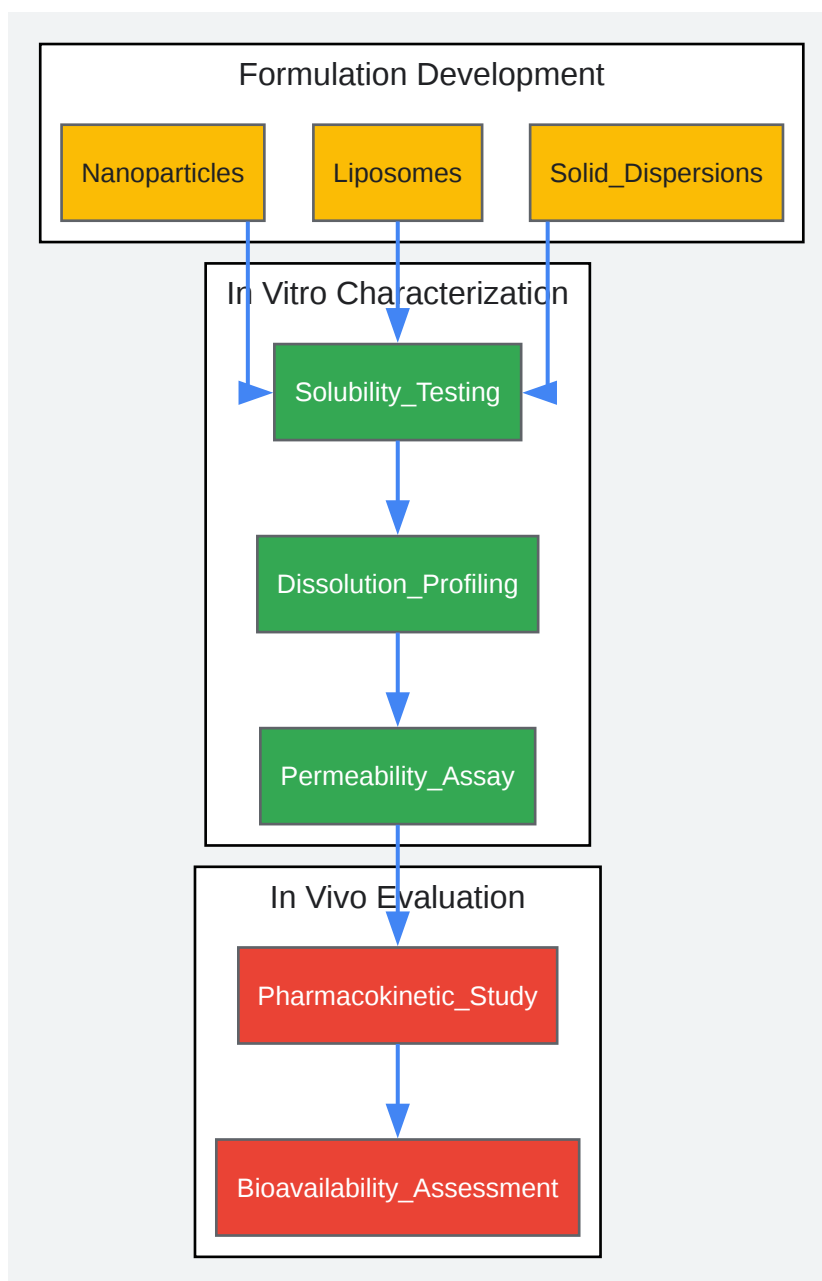 Formulation Development
Nanoparticles
Liposomes
Solid_Dispersions
In Vitro Characterization
Solubility_Testing
Dissolution_Profiling
Permeability_Assay
In Vivo Evaluation
Pharmacokinetic_Study
Bioavailability_Assessment